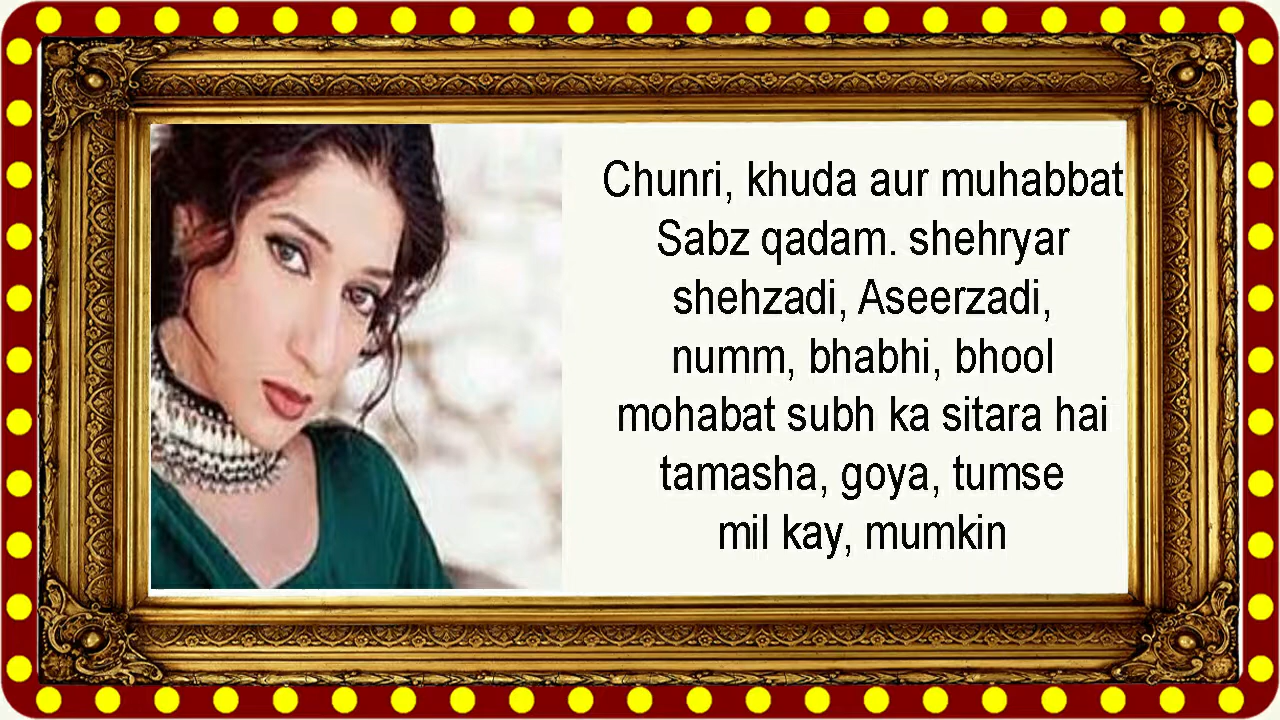 Chunri, khuda aur muhabbat
Sabz qadam. shehryar
shehzadi, Aseerzadi,
numm, bhabhi, bhool
mohabat subh ka sitara hai
tamasha, goya, tumse
mil kay, mumkin